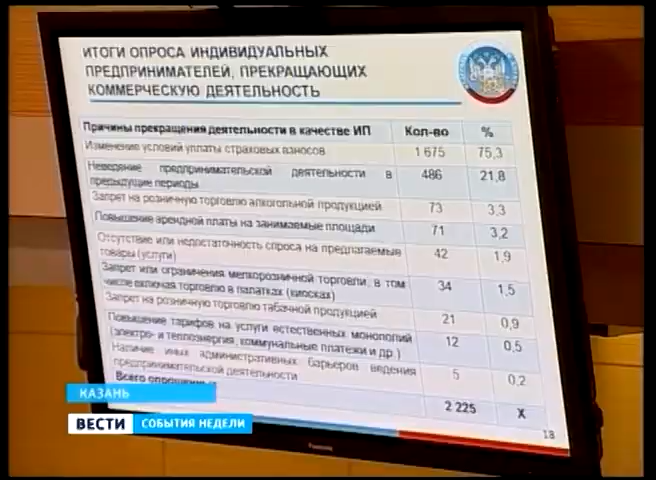 ИТОГИ ОПРОСА ИНДИВИДУАЛЬНЫХ
ПРЕДПРИНИМАТЕЛЕЙ, ПРЕКРАЩАЮЩИХ
КОММЕРЧЕСКУЮ ДЕЯТЕЛЬНОСТЬ
Причины прекращения деятельности в качестве ИП Кол-во %
Изменение условий уплаты страховых взносов 1 675 75,3
Неведение предпринимательской деятельности в
предыдущие периоды 486 21,8
Запрет на розничную торговлю алкогольной продукцией 73 3,3
Повышение арендной платы на занимаемые площади 71 3,2
Отсутствие или недостаточность спроса на предлагаемые
товары (услуги) 42 1,9
Запрет или ограничения мелкорозничной торговли, в том
числе включая торговлю в палатках (киосках) 34 1,5
Запрет на розничную торговлю табачной продукцией 21 0,9
Повышение тарифов на услуги естественных монополий
(электро- и теплоэнергия, коммунальные платежи и др.) 12 0,5
Наличие иных административных барьеров ведения
предпринимательской деятельности 5 0,2
Всего 2 225 X
18
КАЗАНЬ
ВЕСТИ СОБЫТИЯ НЕДЕЛИ
Panasonic